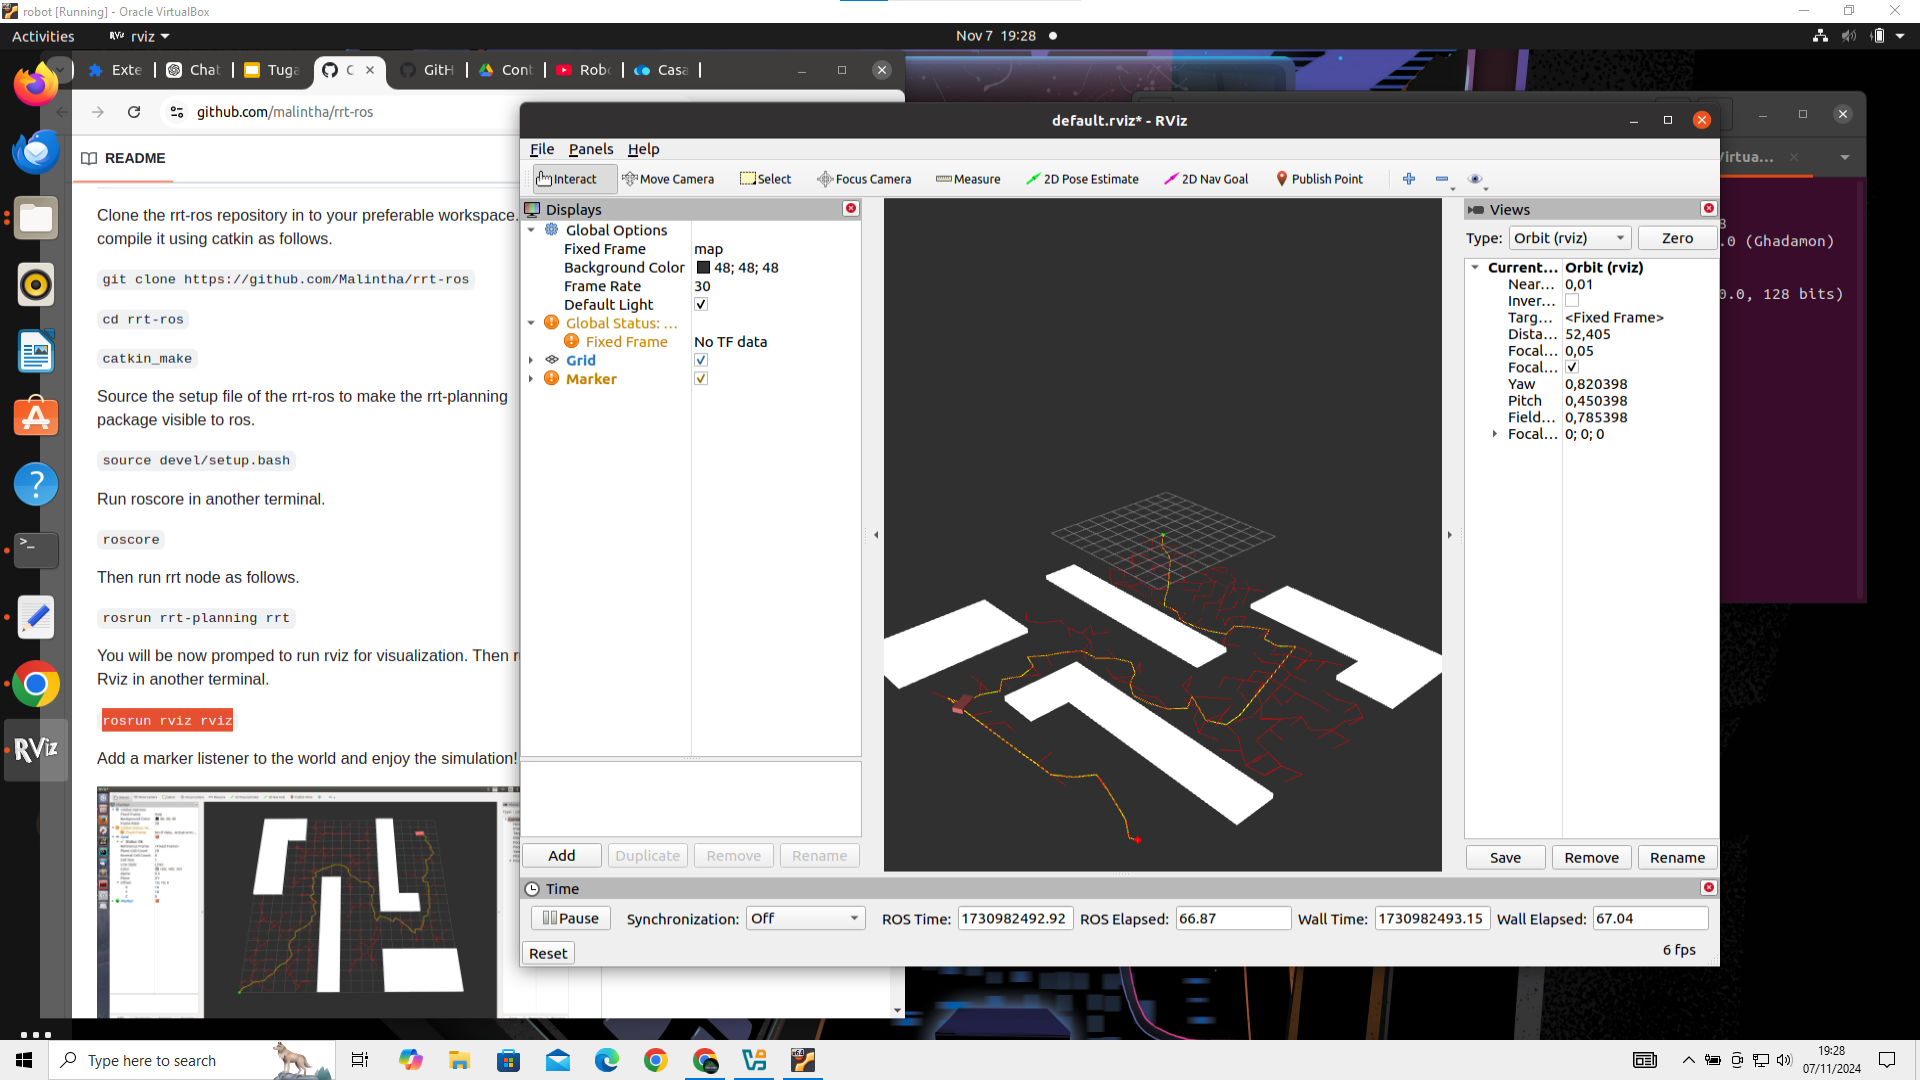 robot [Running] - Oracle VirtualBox
Activities
RViz rviz
Nov 7 19:28
Exte
Chat
Tuga
C
GitH
Cont
Robo
Casa
github.com/malintha/rrt-ros
README
Clone the rrt-ros repository in to your preferable workspace.
compile it using catkin as follows.
git clone https://github.com/Malintha/rrt-ros
cd rrt-ros
catkin_make
Source the setup file of the rrt-ros to make the rrt-planning
package visible to ros.
source devel/setup.bash
Run roscore in another terminal.
roscore
Then run rrt node as follows.
rosrun rrt-planning rrt
You will be now promped to run rviz for visualization. Then r
Rviz in another terminal.
rosrun rviz rviz
Add a marker listener to the world and enjoy the simulation!
RViz
default.rviz* - RViz
File Panels Help
Interact Move Camera Select Focus Camera Measure 2D Pose Estimate 2D Nav Goal Publish Point
Displays
Global Options
Fixed Frame map
Background Color 48; 48; 48
Frame Rate 30
Default Light
Global Status: ...
Fixed Frame No TF data
Grid
Marker
Add Duplicate Remove Rename
Views
Type: Orbit (rviz) Zero
Current... Orbit (rviz)
Near... 0,01
Inver...
Targ... <Fixed Frame>
Dista... 52,405
Focal... 0,05
Focal...
Yaw 0,820398
Pitch 0,450398
Field... 0,785398
Focal... 0; 0; 0
Save Remove Rename
Time
Pause Synchronization: Off ROS Time: 1730982492.92 ROS Elapsed: 66.87 Wall Time: 1730982493.15 Wall Elapsed: 67.04
Reset
6 fps
irtua...
8
.0 (Ghadamon)
0.0, 128 bits)
Type here to search
19:28
07/11/2024